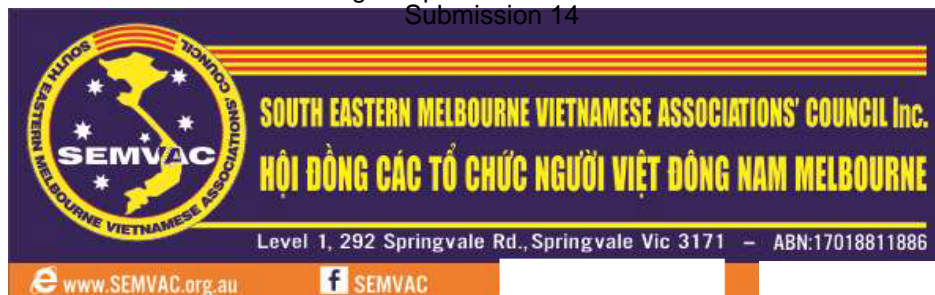 Submission 14
SOUTH EASTERN MELBOURNE VIETNAMESE ASSOCIATIONS' COUNCIL
SEMVAC
SOUTH EASTERN MELBOURNE VIETNAMESE ASSOCIATIONS' COUNCIL Inc.
HỘI ĐỒNG CÁC TỔ CHỨC NGƯỜI VIỆT ĐÔNG NAM MELBOURNE
Level 1, 292 Springvale Rd., Springvale Vic 3171 – ABN:17018811886
www.SEMVAC.org.au
f SEMVAC